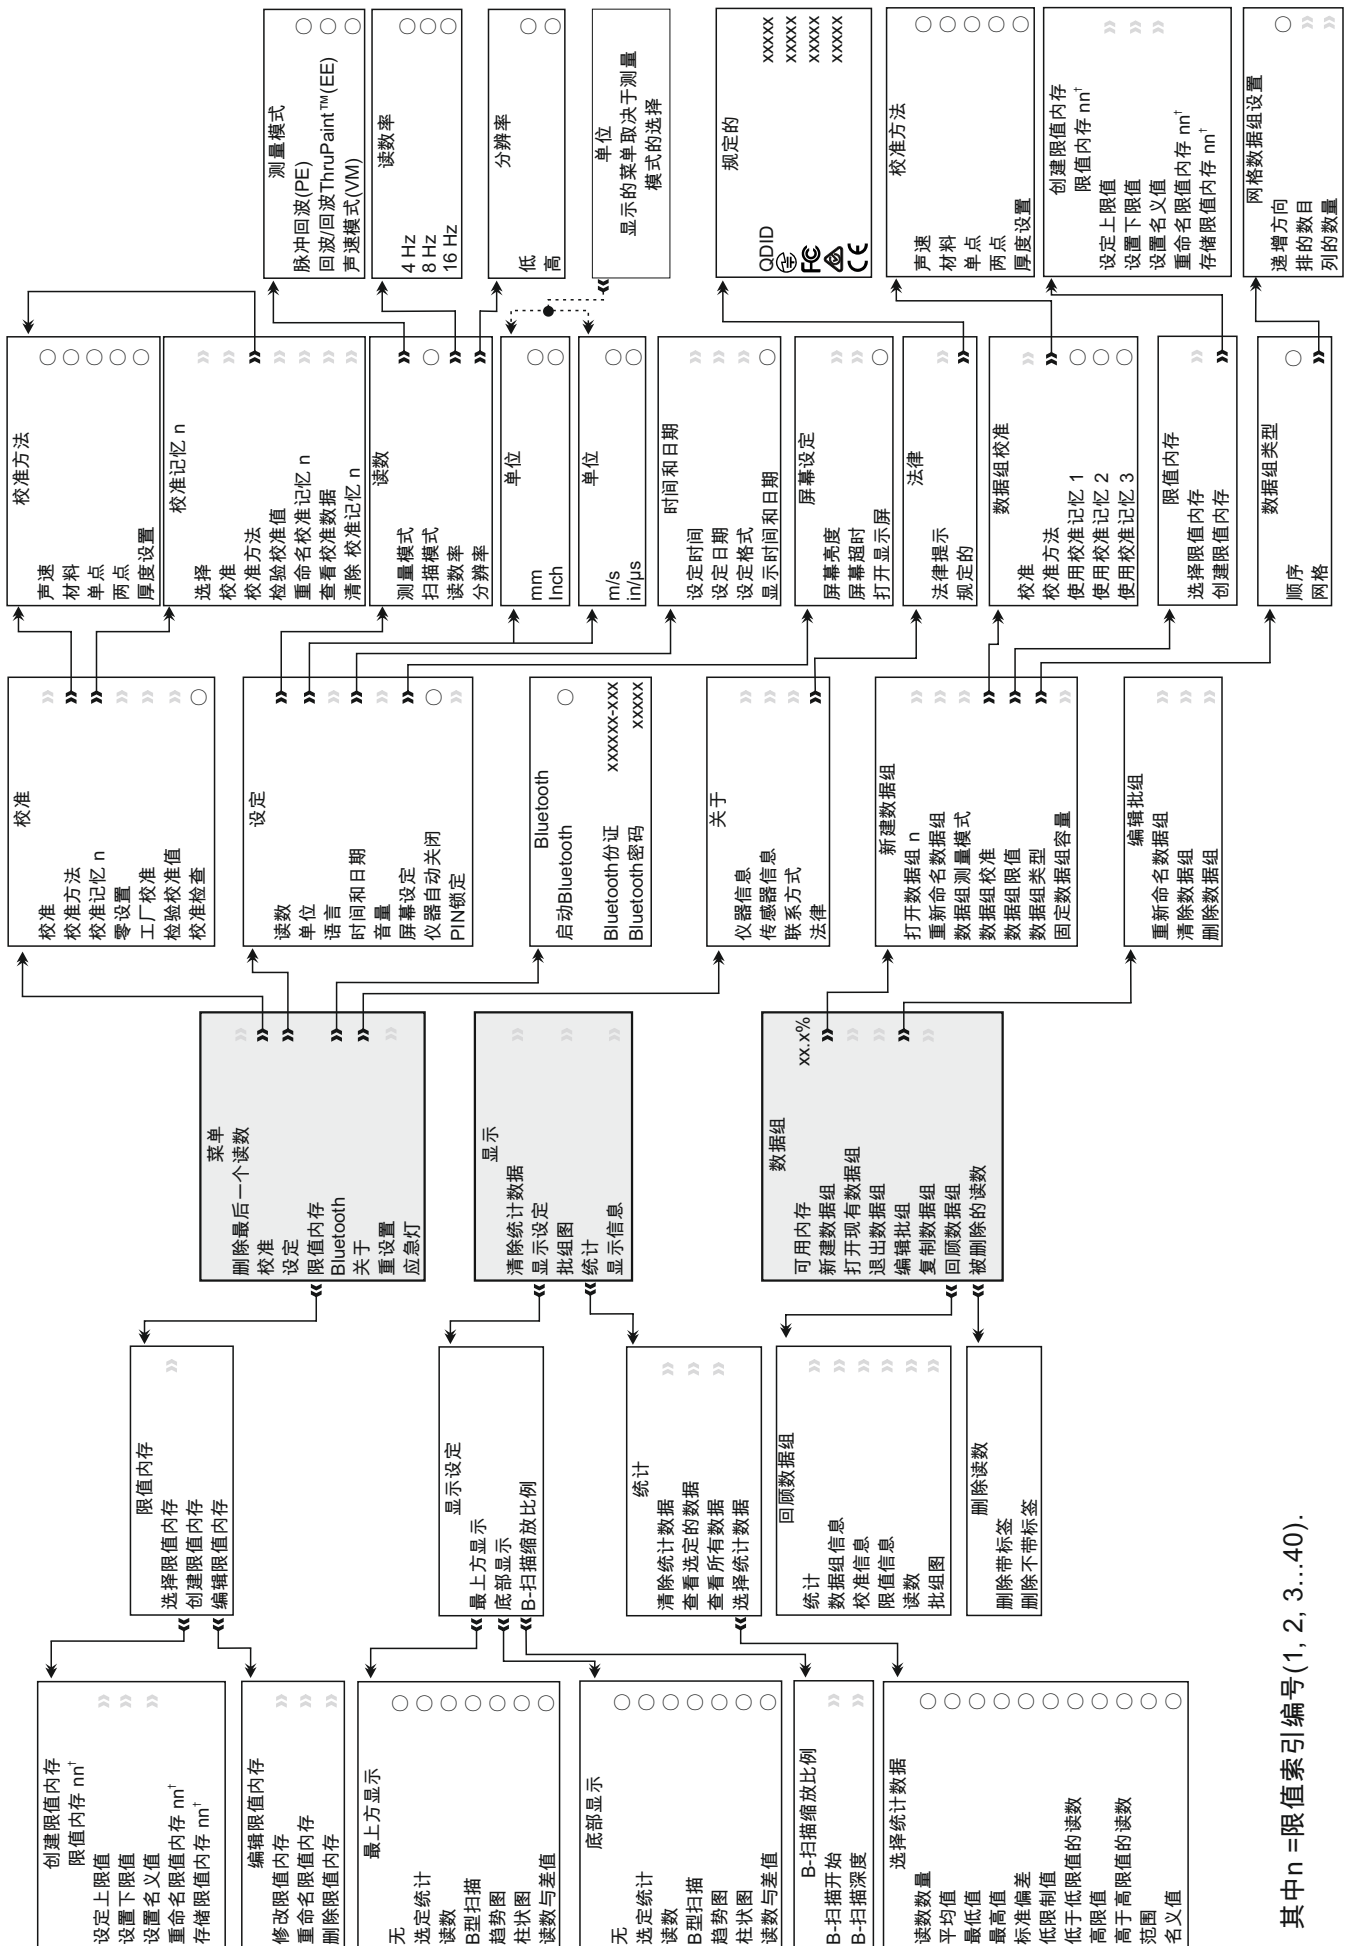 创建限值内存
限值内存 nn†
设定上限值
设置下限值
设置名义值
重命名限值内存 nn†
存储限值内存 nn†
编辑限值内存
修改限值内存
重命名限值内存
删除限值内存
最上方显示
无
选定统计
读数
B型扫描
趋势图
柱状图
读数与差值
底部显示
无
选定统计
读数
B型扫描
趋势图
柱状图
读数与差值
B-扫描缩放比例
B-扫描开始
B-扫描深度
选择统计数据
读数数量
平均值
最低值
最高值
标准偏差
低限制值
低于低限值的读数
高限值
高于高限值的读数
范围
名义值
限值内存
选择限值内存
创建限值内存
编辑限值内存
显示设定
最上方显示
底部显示
B-扫描缩放比例
统计
清除统计数据
查看选定的数据
查看所有数据
选择统计数据
回顾数据组
统计
数据组信息
校准信息
限值信息
读数
批组图
删除读数
删除带标签
删除不带标签
菜单
删除最后一个读数
校准
设定
限值内存
Bluetooth
关于
重设置
应急灯
显示
清除统计数据
显示设定
批组图
统计
显示信息
数据组
可用内存 xx.x%
新建数据组
打开现有数据组
退出数据组
编辑批组
复制数据组
回顾数据组
被删除的读数
校准
校准
校准方法
校准记忆 n
零设置
工厂校准
检验校准值
校准检查
设定
读数
单位
语言
时间和日期
音量
屏幕设定
仪器自动关闭
PIN锁定
Bluetooth
启动Bluetooth
Bluetooth份证 xxxxxx-xxx
Bluetooth密码 xxxxx
关于
仪器信息
传感器信息
联系方式
法律
新建数据组
打开数据组 n
重新命名数据组
数据组测量模式
数据组校准
数据组限值
数据组类型
固定数据组容量
编辑批组
重新命名数据组
清除数据组
删除数据组
校准方法
声速
材料
单点
两点
厚度设置
校准记忆 n
选择
校准
校准方法
检验校准值
重命名校准记忆 n
查看校准数据
清除 校准记忆 n
读数
测量模式
扫描模式
读数率
分辨率
单位
mm
Inch
单位
m/s
in/µs
时间和日期
设定时间
设定日期
设定格式
显示时间和日期
屏幕设定
屏幕亮度
屏幕超时
打开显示屏
法律
法律提示
规定的
数据组校准
校准
校准方法
使用校准记忆 1
使用校准记忆 2
使用校准记忆 3
限值内存
选择限值内存
创建限值内存
数据组类型
顺序
网格
测量模式
脉冲回波(PE)
回波/回波ThruPaint™(EE)
声速模式(VM)
读数率
4 Hz
8 Hz
16 Hz
分辨率
低
高
单位
显示的菜单取决于测量
模式的选择
规定的
QDID xxxxx
xxxxx
FC xxxxx
CE xxxxx
校准方法
声速
材料
单点
两点
厚度设置
创建限值内存
限值内存 nn†
设定上限值
设置下限值
设置名义值
重命名限值内存 nn†
存储限值内存 nn†
网格数据组设置
递增方向
排的数目
列的数量
其中n =限值索引编号(1, 2, 3...40).